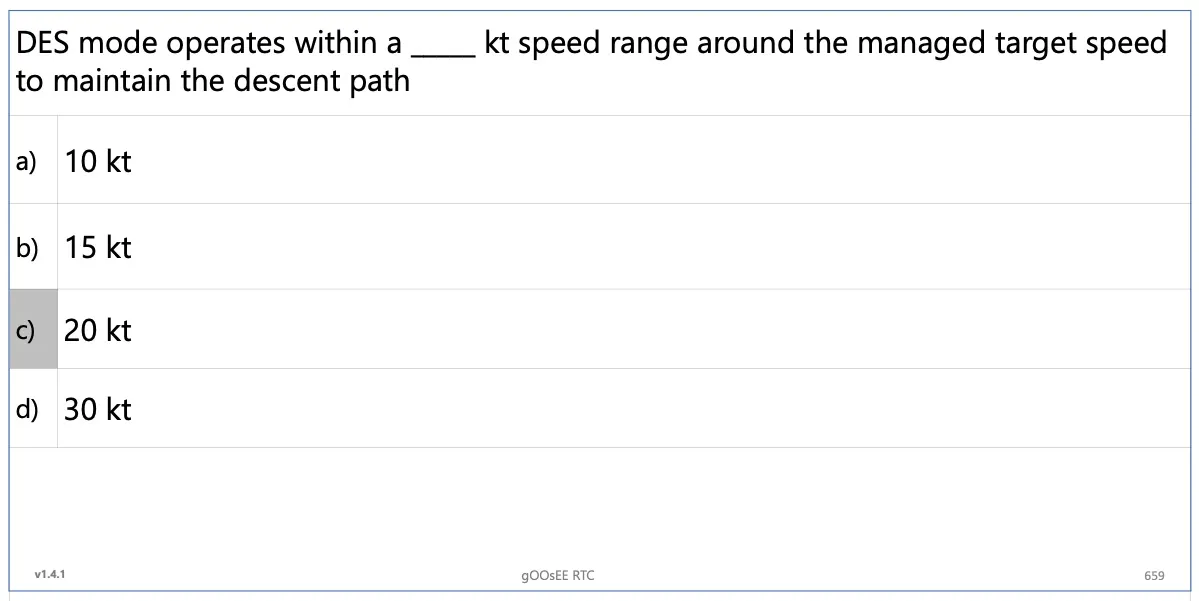 DES mode operates within a _____ kt speed range around the managed target speed
to maintain the descent path
a) 10 kt
b) 15 kt
c) 20 kt
d) 30 kt
v1.4.1 gOOsEE RTC 659